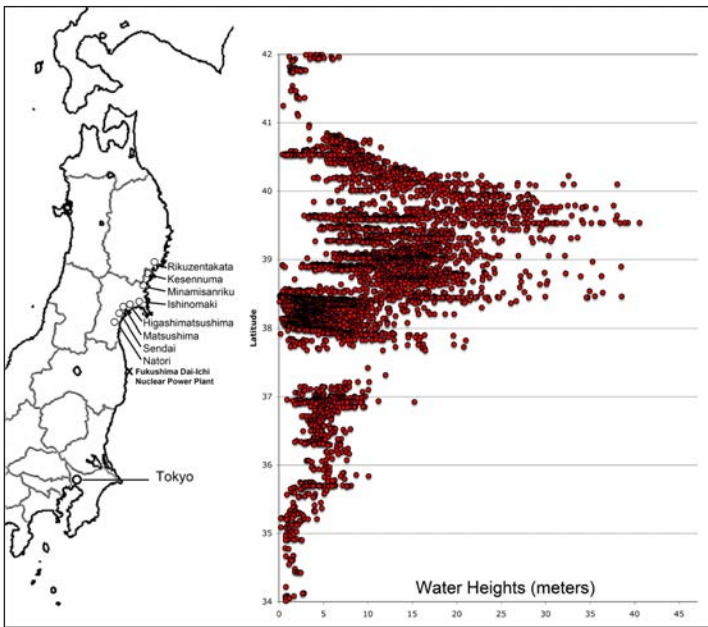 Rikuzentakata
Kesennuma
Minamisanriku
Ishinomaki
Higashimatsushima
Matsushima
Sendai
Natori
Fukushima Dai-Ichi
Nuclear Power Plant
Tokyo
Latitude
42
41
40
39
38
37
36
35
34
Water Heights (meters)
0 5 10 15 20 25 30 35 40 45